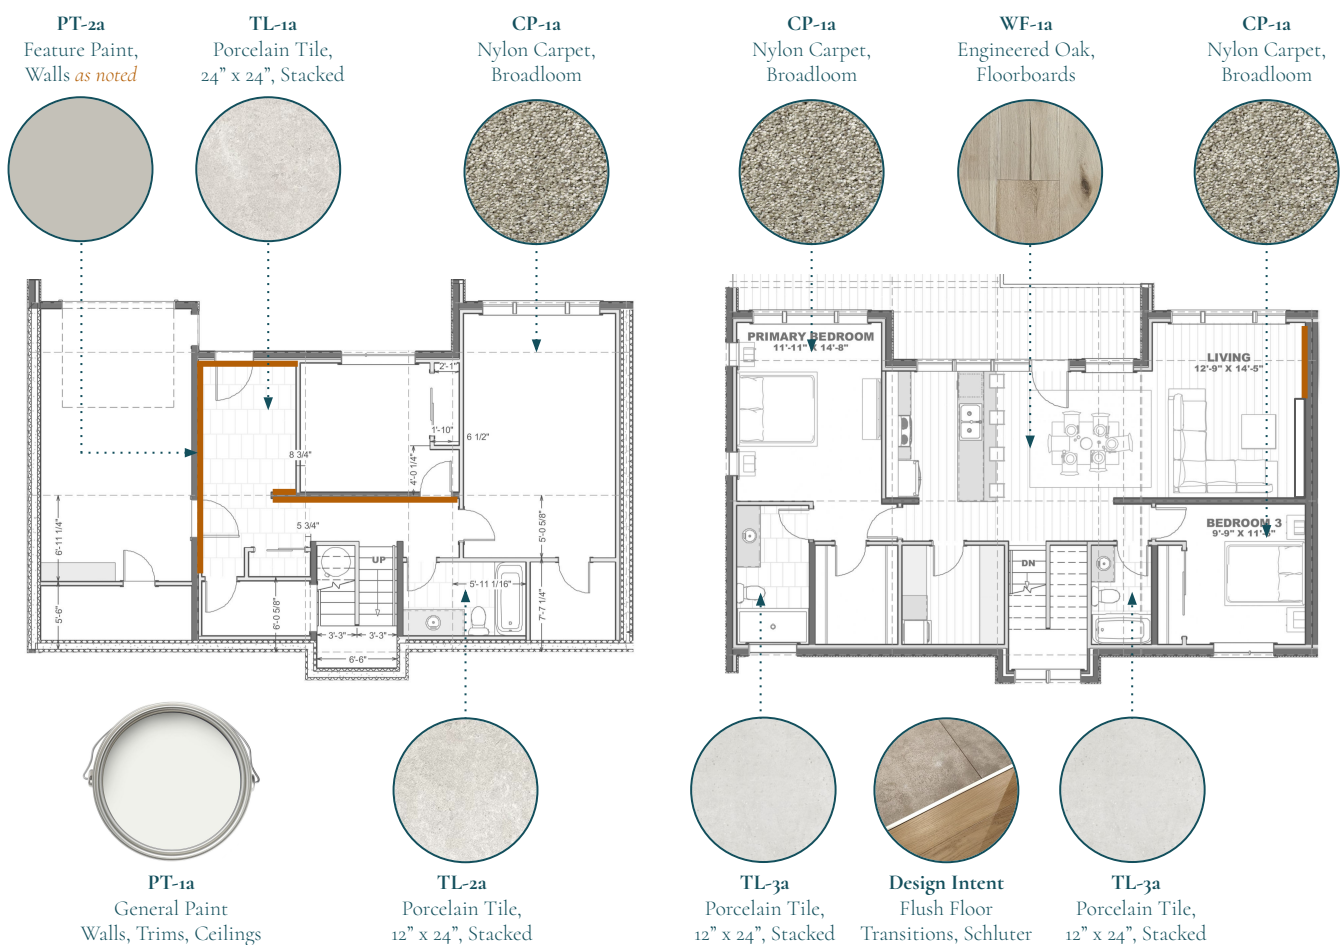 PT-2a
Feature Paint,
Walls as noted
TL-1a
Porcelain Tile,
24” x 24”, Stacked
CP-1a
Nylon Carpet,
Broadloom
CP-1a
Nylon Carpet,
Broadloom
WF-1a
Engineered Oak,
Floorboards
CP-1a
Nylon Carpet,
Broadloom
2'-1"
1'-10"
6 1/2"
8 3/4"
4'-0 1/4"
5 3/4"
6'-11 1/4"
5'-0 5/8"
UP
5'-11 1/16"
5'-6"
6'-0 5/8"
7'-7 1/4"
3'-3"
3'-3"
6'-6"
PRIMARY BEDROOM
11'-11" X 14'-8"
LIVING
12'-9" X 14'-5"
BEDROOM 3
9'-9" X
DN
PT-1a
General Paint
Walls, Trims, Ceilings
TL-2a
Porcelain Tile,
12” x 24”, Stacked
TL-3a
Porcelain Tile,
12” x 24”, Stacked
Design Intent
Flush Floor
Transitions, Schluter
TL-3a
Porcelain Tile,
12” x 24”, Stacked